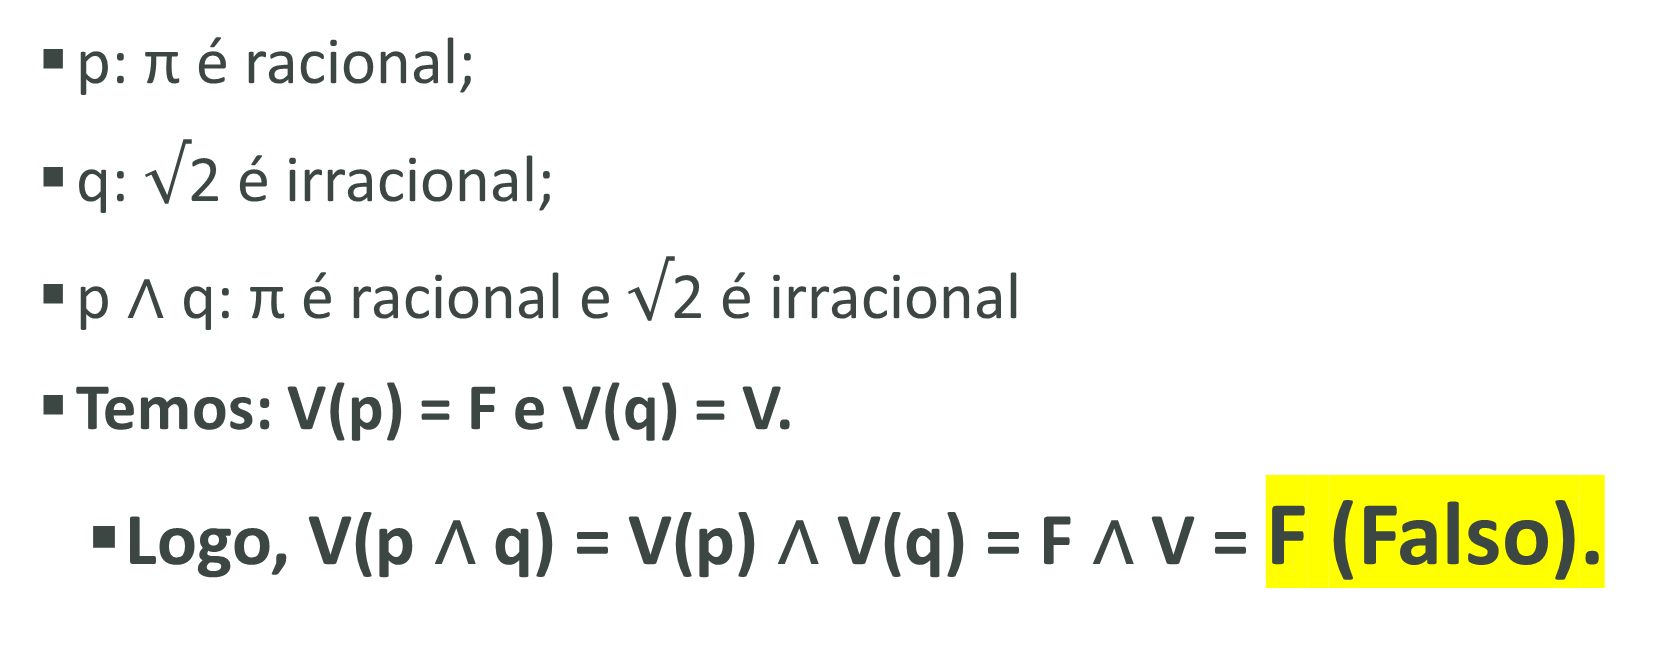 ▪ p: π é racional;
▪ q: √2 é irracional;
▪ p ∧ q: π é racional e √2 é irracional
▪ Temos: V(p) = F e V(q) = V.
▪ Logo, V(p ∧ q) = V(p) ∧ V(q) = F ∧ V = F (Falso).